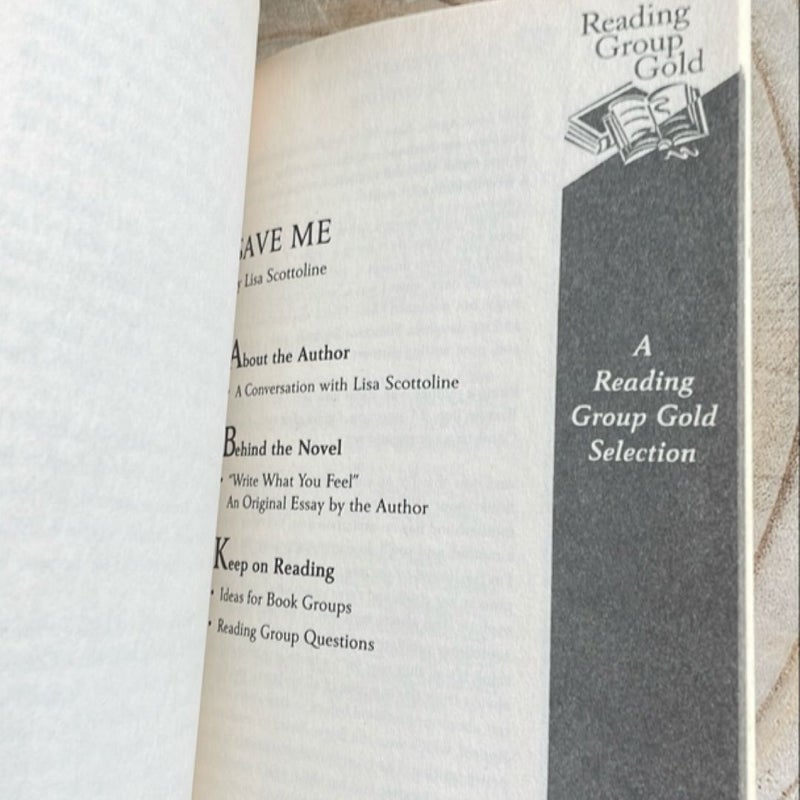 Reading
Group
Gold
SAVE ME
by Lisa Scottoline
About the Author
• A Conversation with Lisa Scottoline
Behind the Novel
• "Write What You Feel"
An Original Essay by the Author
Keep on Reading
• Ideas for Book Groups
• Reading Group Questions
A
Reading
Group Gold
Selection